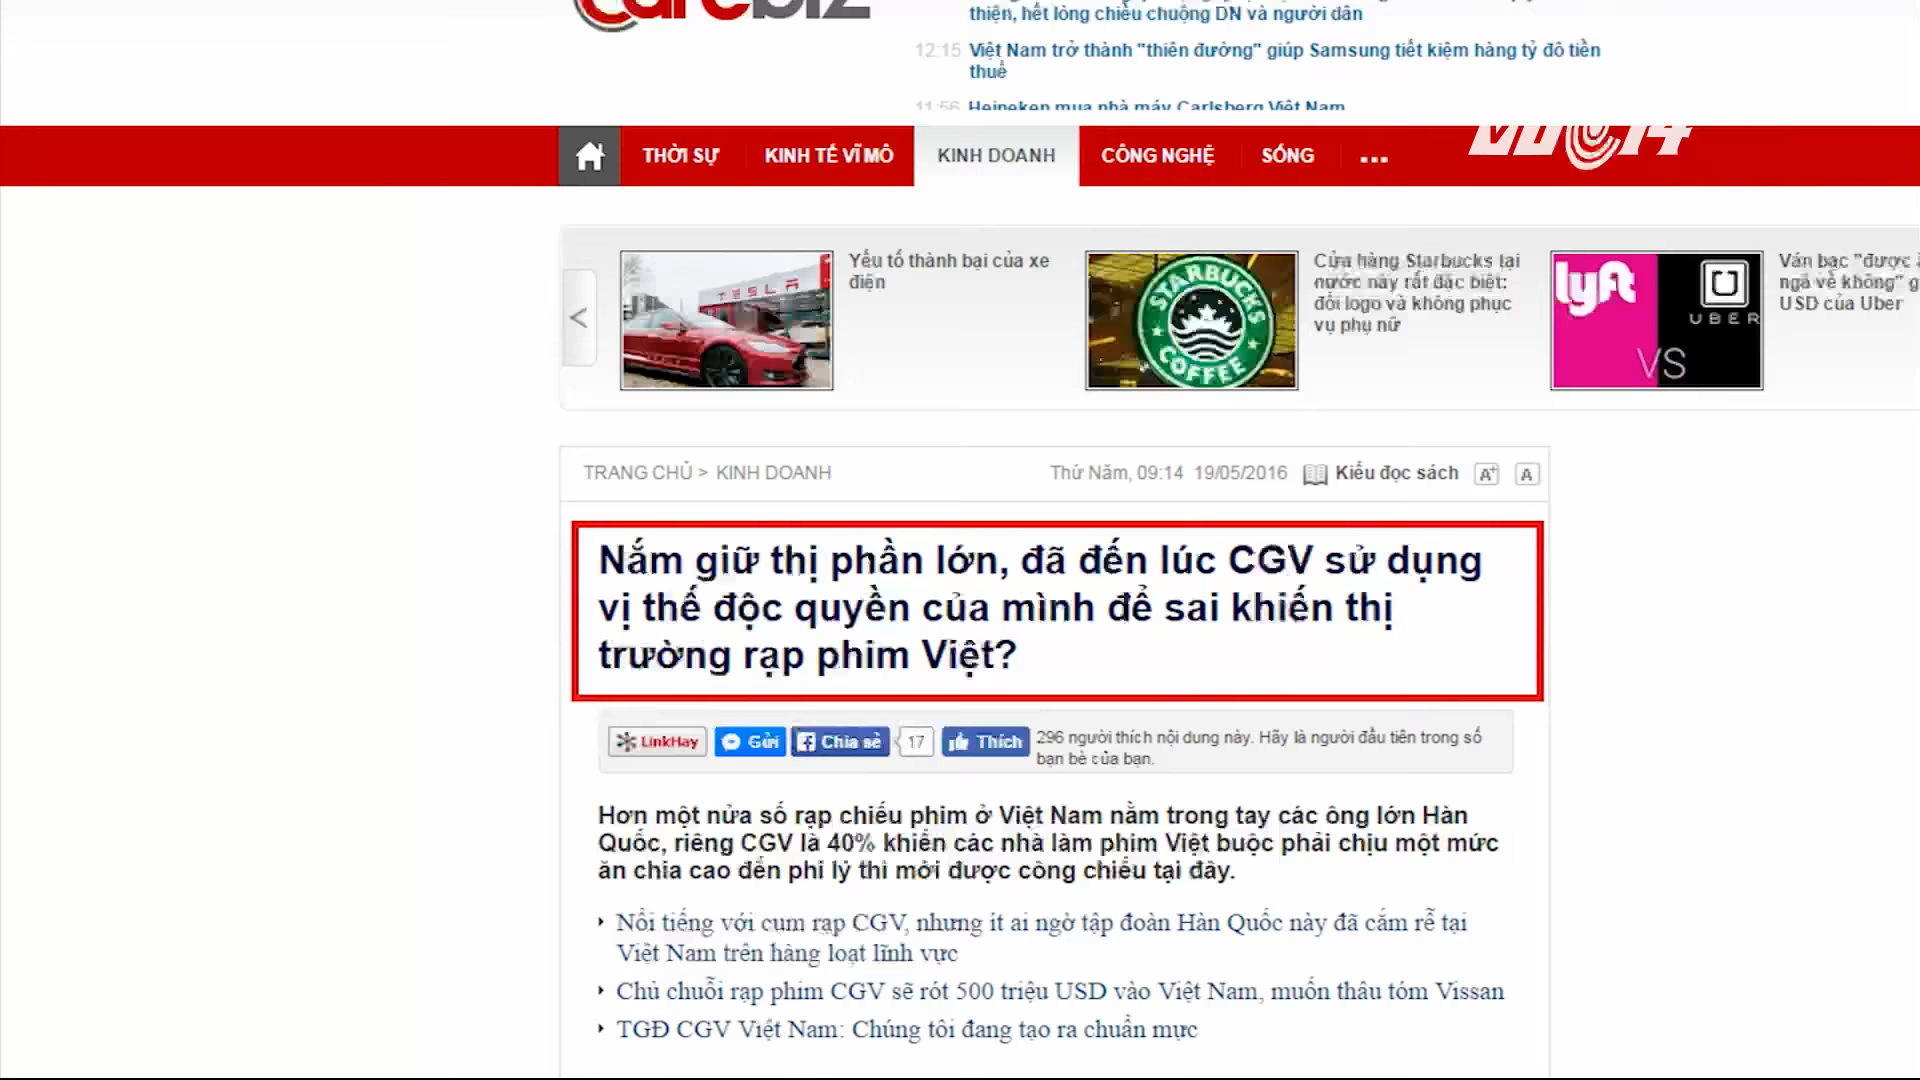 thiện, hết lòng chiều chuộng DN và người dân
12:15 Việt Nam trở thành "thiên đường" giúp Samsung tiết kiệm hàng tỷ đô tiền
thuế
11:56 Heineken mua nhà máy Carlsberg Việt Nam
THỜI SỰ KINH TẾ VĨ MÔ KINH DOANH CÔNG NGHỆ SỐNG ...
VTC14
Yếu tố thành bại của xe
điện
TESLA
STARBUCKS
COFFEE
Cửa hàng Starbucks tại
nước này rất đặc biệt:
đổi logo và không phục
vụ phụ nữ
lyft
UBER
VS
Ván bạc "được
ngã về không"
USD của Uber
TRANG CHỦ > KINH DOANH Thứ Năm, 09:14 19/05/2016 Kiểu đọc sách A+ A
Nắm giữ thị phần lớn, đã đến lúc CGV sử dụng
vị thế độc quyền của mình để sai khiến thị
trường rạp phim Việt?
LinkHay Gửi Chia sẻ 17 Thích 296 người thích nội dung này. Hãy là người đầu tiên trong số
bạn bè của bạn.
Hơn một nửa số rạp chiếu phim ở Việt Nam nằm trong tay các ông lớn Hàn
Quốc, riêng CGV là 40% khiến các nhà làm phim Việt buộc phải chịu một mức
ăn chia cao đến phi lý thì mới được công chiếu tại đây.
Nổi tiếng với cụm rạp CGV, nhưng ít ai ngờ tập đoàn Hàn Quốc này đã cắm rễ tại
Việt Nam trên hàng loạt lĩnh vực
Chủ chuỗi rạp phim CGV sẽ rót 500 triệu USD vào Việt Nam, muốn thâu tóm Vissan
TGĐ CGV Việt Nam: Chúng tôi đang tạo ra chuẩn mực